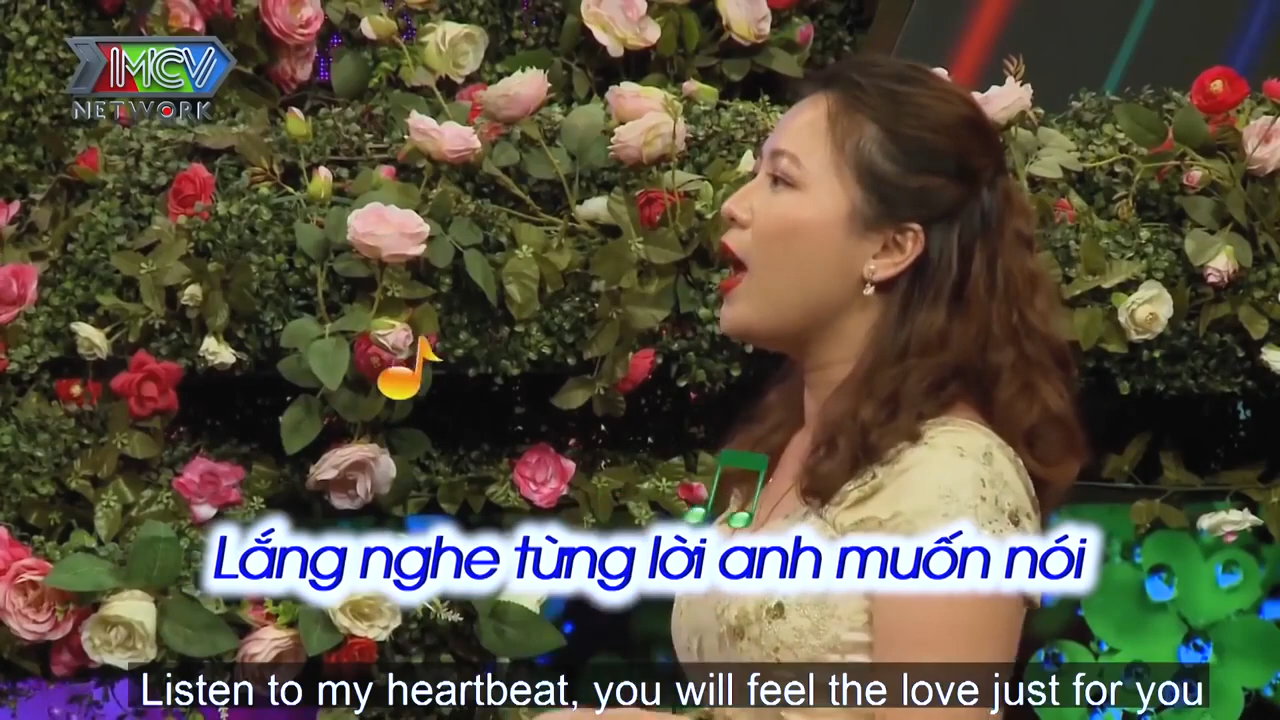 MCV
NETWORK
Lắng nghe từng lời anh muốn nói
Listen to my heartbeat, you will feel the love just for you